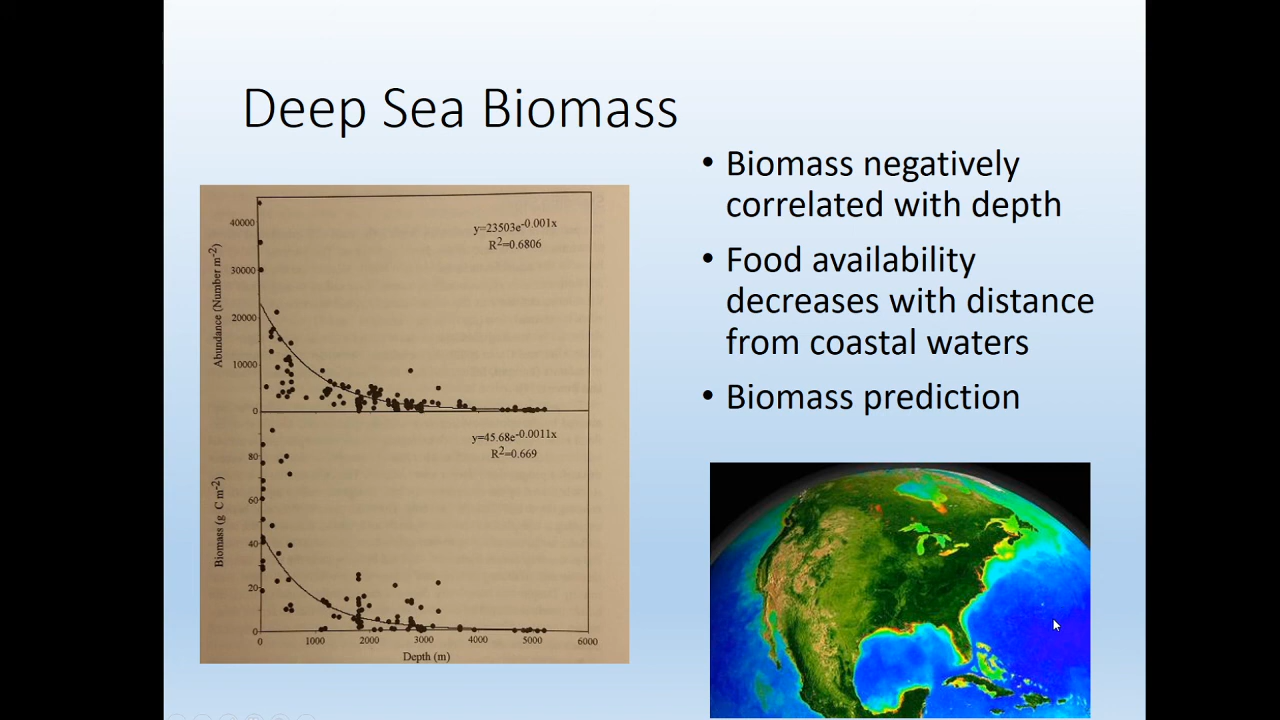 Deep Sea Biomass
• Biomass negatively
correlated with depth
• Food availability
decreases with distance
from coastal waters
• Biomass prediction
y=23503e-0.001x
R2=0.6806
Abundance (Number m-2)
40000
30000
20000
10000
0
y=45.68e-0.0011x
R2=0.669
Biomass (g C m-2)
80
60
40
20
0
0 1000 2000 3000 4000 5000 6000
Depth (m)